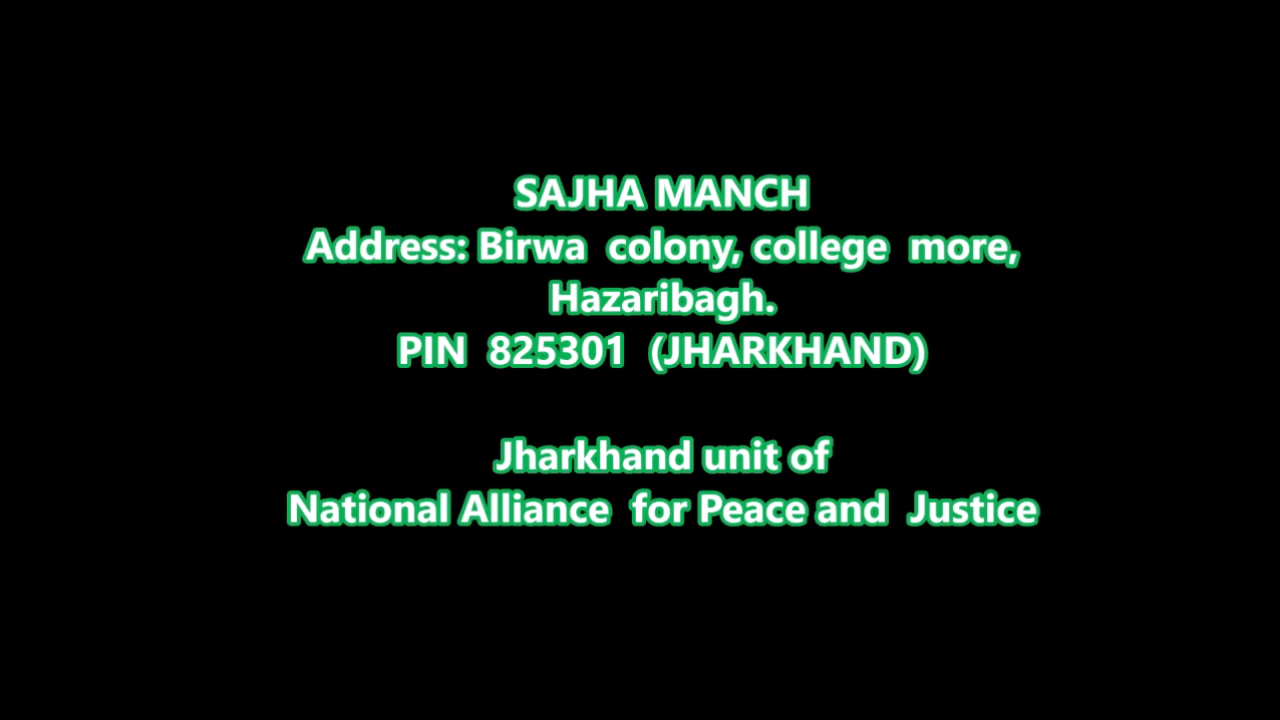 SAJHA MANCH
Address: Birwa colony, college more,
Hazaribagh.
PIN 825301 (JHARKHAND)
Jharkhand unit of
National Alliance for Peace and Justice